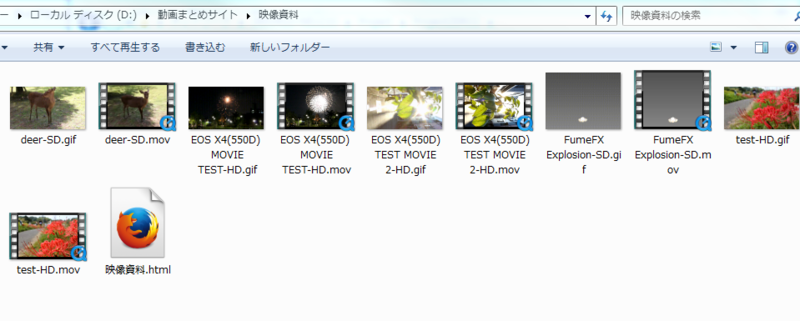 ー ▸ ローカル ディスク (D:) ▸ 動画まとめサイト ▸ 映像資料
映像資料の検索
共有 ▼ すべて再生する 書き込む 新しいフォルダー
deer-SD.gif
deer-SD.mov
EOS X4(550D)
MOVIE
TEST-HD.gif
EOS X4(550D)
MOVIE
TEST-HD.mov
EOS X4(550D)
TEST MOVIE
2-HD.gif
EOS X4(550D)
TEST MOVIE
2-HD.mov
FumeFX
Explosion-SD.gi
f
FumeFX
Explosion-SD.m
ov
test-HD.gif
test-HD.mov
映像資料.html